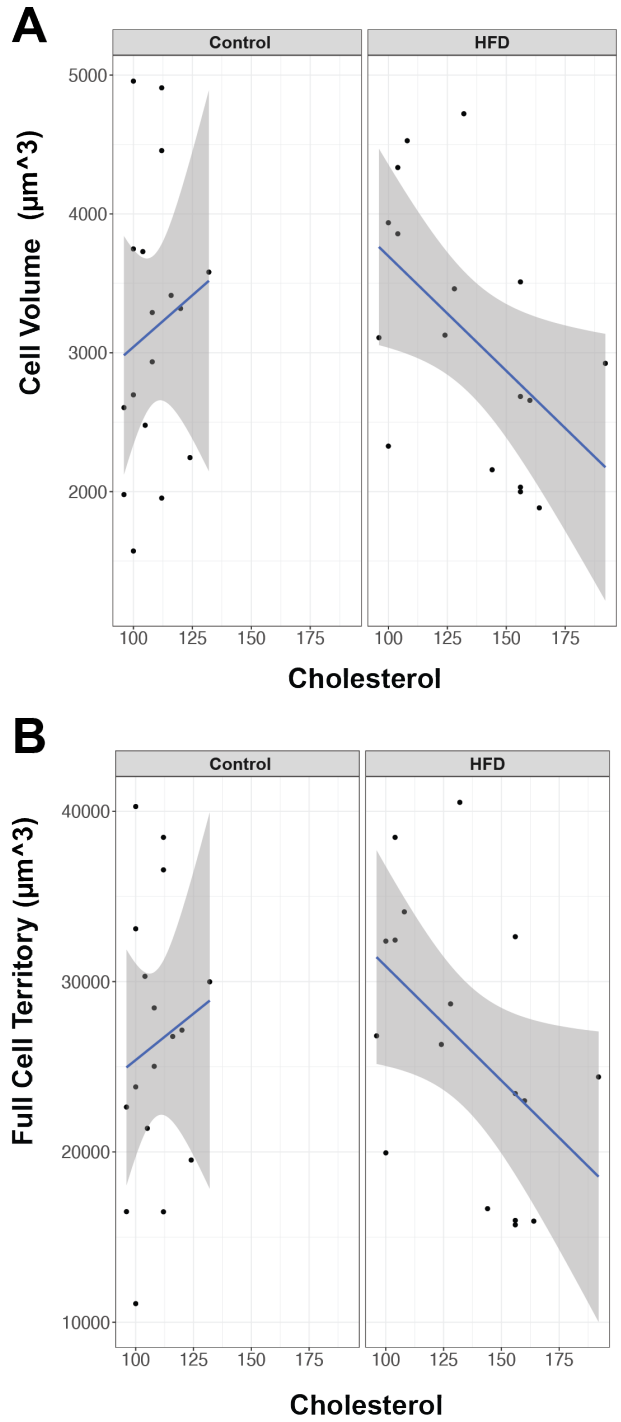 A
Control HFD
Cell Volume (µm^3)
5000
4000
3000
2000
100 125 150 175 100 125 150 175
Cholesterol
B
Control HFD
Full Cell Territory (µm^3)
40000
30000
20000
10000
100 125 150 175 100 125 150 175
Cholesterol